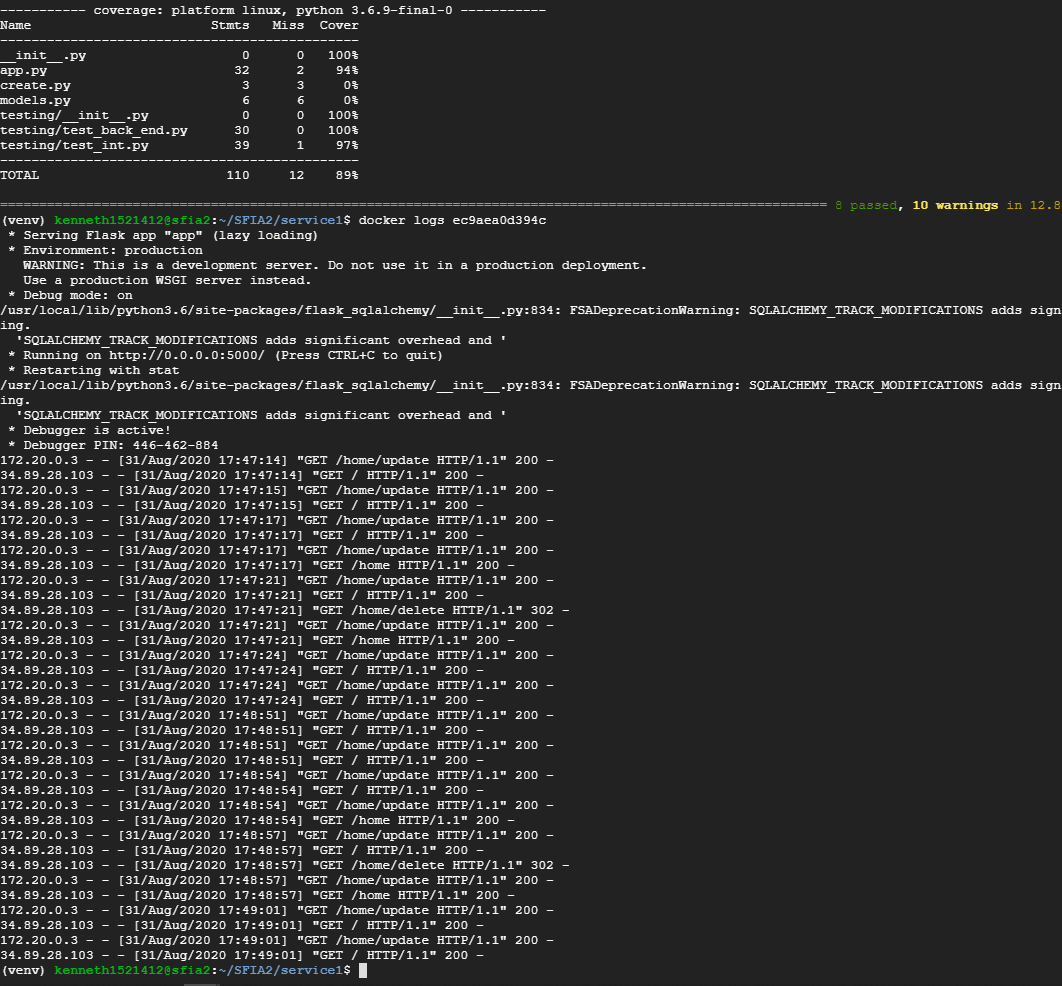 ----------- coverage: platform linux, python 3.6.9-final-0 -----------
Name                       Stmts   Miss  Cover
----------------------------------------------
__init__.py                    0      0   100%
app.py                        32      2    94%
create.py                      3      3     0%
models.py                      6      6     0%
testing/__init__.py            0      0   100%
testing/test_back_end.py      30      0   100%
testing/test_int.py           39      1    97%
----------------------------------------------
TOTAL                        110     12    89%
========================================================================================================== 8 passed, 10 warnings in 12.8
(venv) kenneth1521412@sfia2:~/SFIA2/service1$ docker logs ec9aea0d394c
 * Serving Flask app "app" (lazy loading)
 * Environment: production
   WARNING: This is a development server. Do not use it in a production deployment.
   Use a production WSGI server instead.
 * Debug mode: on
/usr/local/lib/python3.6/site-packages/flask_sqlalchemy/__init__.py:834: FSADeprecationWarning: SQLALCHEMY_TRACK_MODIFICATIONS adds sign
ing.
  'SQLALCHEMY_TRACK_MODIFICATIONS adds significant overhead and '
 * Running on http://0.0.0.0:5000/ (Press CTRL+C to quit)
 * Restarting with stat
/usr/local/lib/python3.6/site-packages/flask_sqlalchemy/__init__.py:834: FSADeprecationWarning: SQLALCHEMY_TRACK_MODIFICATIONS adds sign
ing.
  'SQLALCHEMY_TRACK_MODIFICATIONS adds significant overhead and '
 * Debugger is active!
 * Debugger PIN: 446-462-884
172.20.0.3 - - [31/Aug/2020 17:47:14] "GET /home/update HTTP/1.1" 200 -
34.89.28.103 - - [31/Aug/2020 17:47:14] "GET / HTTP/1.1" 200 -
172.20.0.3 - - [31/Aug/2020 17:47:15] "GET /home/update HTTP/1.1" 200 -
34.89.28.103 - - [31/Aug/2020 17:47:15] "GET / HTTP/1.1" 200 -
172.20.0.3 - - [31/Aug/2020 17:47:17] "GET /home/update HTTP/1.1" 200 -
34.89.28.103 - - [31/Aug/2020 17:47:17] "GET / HTTP/1.1" 200 -
172.20.0.3 - - [31/Aug/2020 17:47:17] "GET /home/update HTTP/1.1" 200 -
34.89.28.103 - - [31/Aug/2020 17:47:17] "GET /home HTTP/1.1" 200 -
172.20.0.3 - - [31/Aug/2020 17:47:21] "GET /home/update HTTP/1.1" 200 -
34.89.28.103 - - [31/Aug/2020 17:47:21] "GET / HTTP/1.1" 200 -
34.89.28.103 - - [31/Aug/2020 17:47:21] "GET /home/delete HTTP/1.1" 302 -
172.20.0.3 - - [31/Aug/2020 17:47:21] "GET /home/update HTTP/1.1" 200 -
34.89.28.103 - - [31/Aug/2020 17:47:21] "GET /home HTTP/1.1" 200 -
172.20.0.3 - - [31/Aug/2020 17:47:24] "GET /home/update HTTP/1.1" 200 -
34.89.28.103 - - [31/Aug/2020 17:47:24] "GET / HTTP/1.1" 200 -
172.20.0.3 - - [31/Aug/2020 17:47:24] "GET /home/update HTTP/1.1" 200 -
34.89.28.103 - - [31/Aug/2020 17:47:24] "GET / HTTP/1.1" 200 -
172.20.0.3 - - [31/Aug/2020 17:48:51] "GET /home/update HTTP/1.1" 200 -
34.89.28.103 - - [31/Aug/2020 17:48:51] "GET / HTTP/1.1" 200 -
172.20.0.3 - - [31/Aug/2020 17:48:51] "GET /home/update HTTP/1.1" 200 -
34.89.28.103 - - [31/Aug/2020 17:48:51] "GET / HTTP/1.1" 200 -
172.20.0.3 - - [31/Aug/2020 17:48:54] "GET /home/update HTTP/1.1" 200 -
34.89.28.103 - - [31/Aug/2020 17:48:54] "GET / HTTP/1.1" 200 -
172.20.0.3 - - [31/Aug/2020 17:48:54] "GET /home/update HTTP/1.1" 200 -
34.89.28.103 - - [31/Aug/2020 17:48:54] "GET /home HTTP/1.1" 200 -
172.20.0.3 - - [31/Aug/2020 17:48:57] "GET /home/update HTTP/1.1" 200 -
34.89.28.103 - - [31/Aug/2020 17:48:57] "GET / HTTP/1.1" 200 -
34.89.28.103 - - [31/Aug/2020 17:48:57] "GET /home/delete HTTP/1.1" 302 -
172.20.0.3 - - [31/Aug/2020 17:48:57] "GET /home/update HTTP/1.1" 200 -
34.89.28.103 - - [31/Aug/2020 17:48:57] "GET /home HTTP/1.1" 200 -
172.20.0.3 - - [31/Aug/2020 17:49:01] "GET /home/update HTTP/1.1" 200 -
34.89.28.103 - - [31/Aug/2020 17:49:01] "GET / HTTP/1.1" 200 -
172.20.0.3 - - [31/Aug/2020 17:49:01] "GET /home/update HTTP/1.1" 200 -
34.89.28.103 - - [31/Aug/2020 17:49:01] "GET / HTTP/1.1" 200 -
(venv) kenneth1521412@sfia2:~/SFIA2/service1$